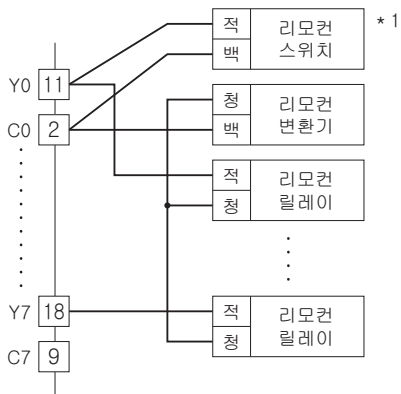 적 리모컨 * 1
백 스위치
Y0 11
청 리모컨
C0 2 백 변환기
적 리모컨
청 릴레이
Y7 18 적 리모컨
청 릴레이
C7 9